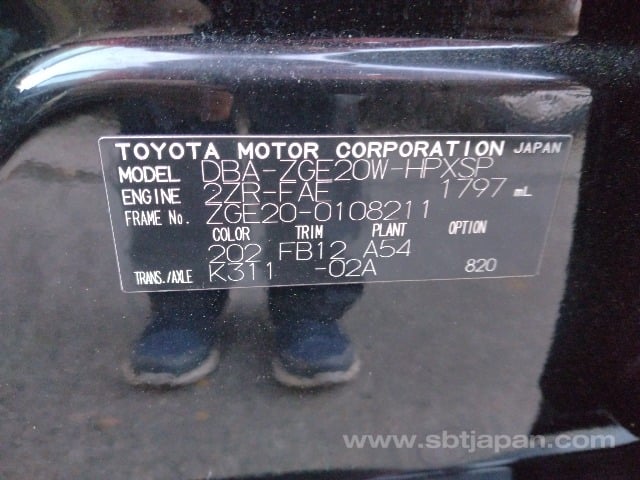 TOYOTA MOTOR CORPORATION JAPAN
MODEL DBA-ZGE20W-HPXSP
ENGINE 2ZR-FAE 1797 mL
FRAME No. ZGE20-0108211
COLOR TRIM PLANT OPTION
202 FB12 A54
TRANS./AXLE K311 -02A 820
www.sbtjapan.com